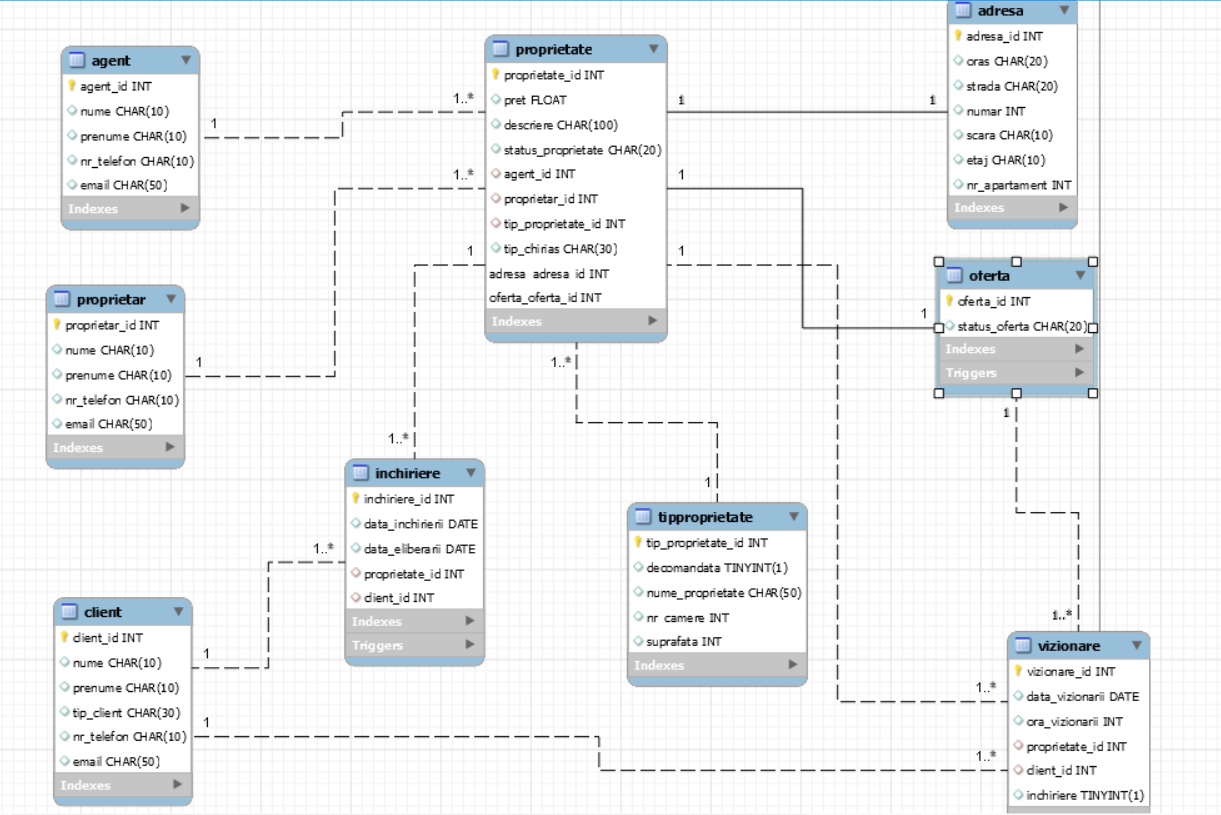 agent
agent_id INT
nume CHAR(10)
prenume CHAR(10)
nr_telefon CHAR(10)
email CHAR(50)
Indexes
proprietate
proprietate_id INT
pret FLOAT
descriere CHAR(100)
status_proprietate CHAR(20)
agent_id INT
proprietar_id INT
tip_proprietate_id INT
tip_chirias CHAR(30)
adresa_adresa_id INT
oferta_oferta_id INT
Indexes
adresa
adresa_id INT
oras CHAR(20)
strada CHAR(20)
numar INT
scara CHAR(10)
etaj CHAR(10)
nr_apartament INT
Indexes
1
1..*
1
1
1..*
1
1
1
1
proprietar
proprietar_id INT
nume CHAR(10)
prenume CHAR(10)
nr_telefon CHAR(10)
email CHAR(50)
Indexes
oferta
oferta_id INT
status_oferta CHAR(20)
Indexes
Triggers
1
1..*
1..*
1
1
inchiriere
inchiriere_id INT
data_inchirierii DATE
data_eliberarii DATE
proprietate_id INT
client_id INT
Indexes
Triggers
tipproprietate
tip_proprietate_id INT
decomandata TINYINT(1)
nume_proprietate CHAR(50)
nr_camere INT
suprafata INT
Indexes
1..*
1
1
1..*
1..*
1..*
client
client_id INT
nume CHAR(10)
prenume CHAR(10)
tip_client CHAR(30)
nr_telefon CHAR(10)
email CHAR(50)
Indexes
vizionare
vizionare_id INT
data_vizionarii DATE
ora_vizionarii INT
proprietate_id INT
client_id INT
inchiriere TINYINT(1)